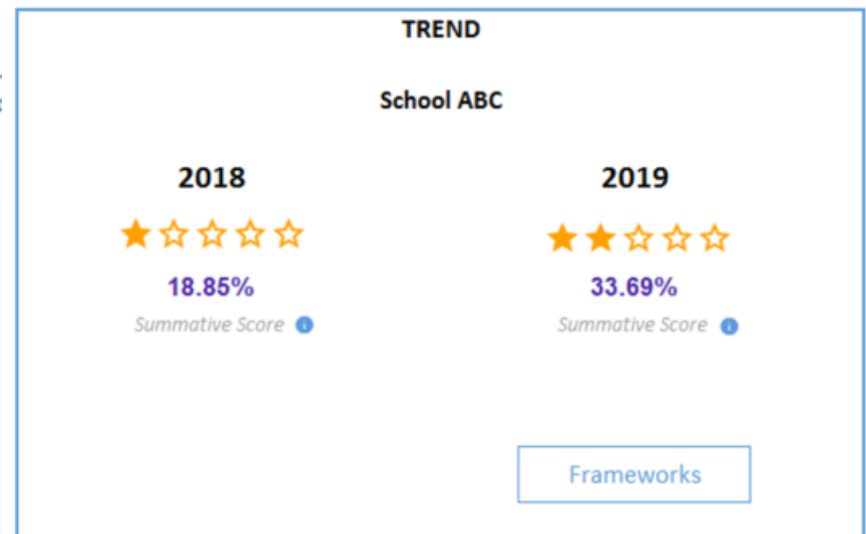 TREND
School ABC
2018 2019
18.85% 33.69%
Summative Score Summative Score
Frameworks